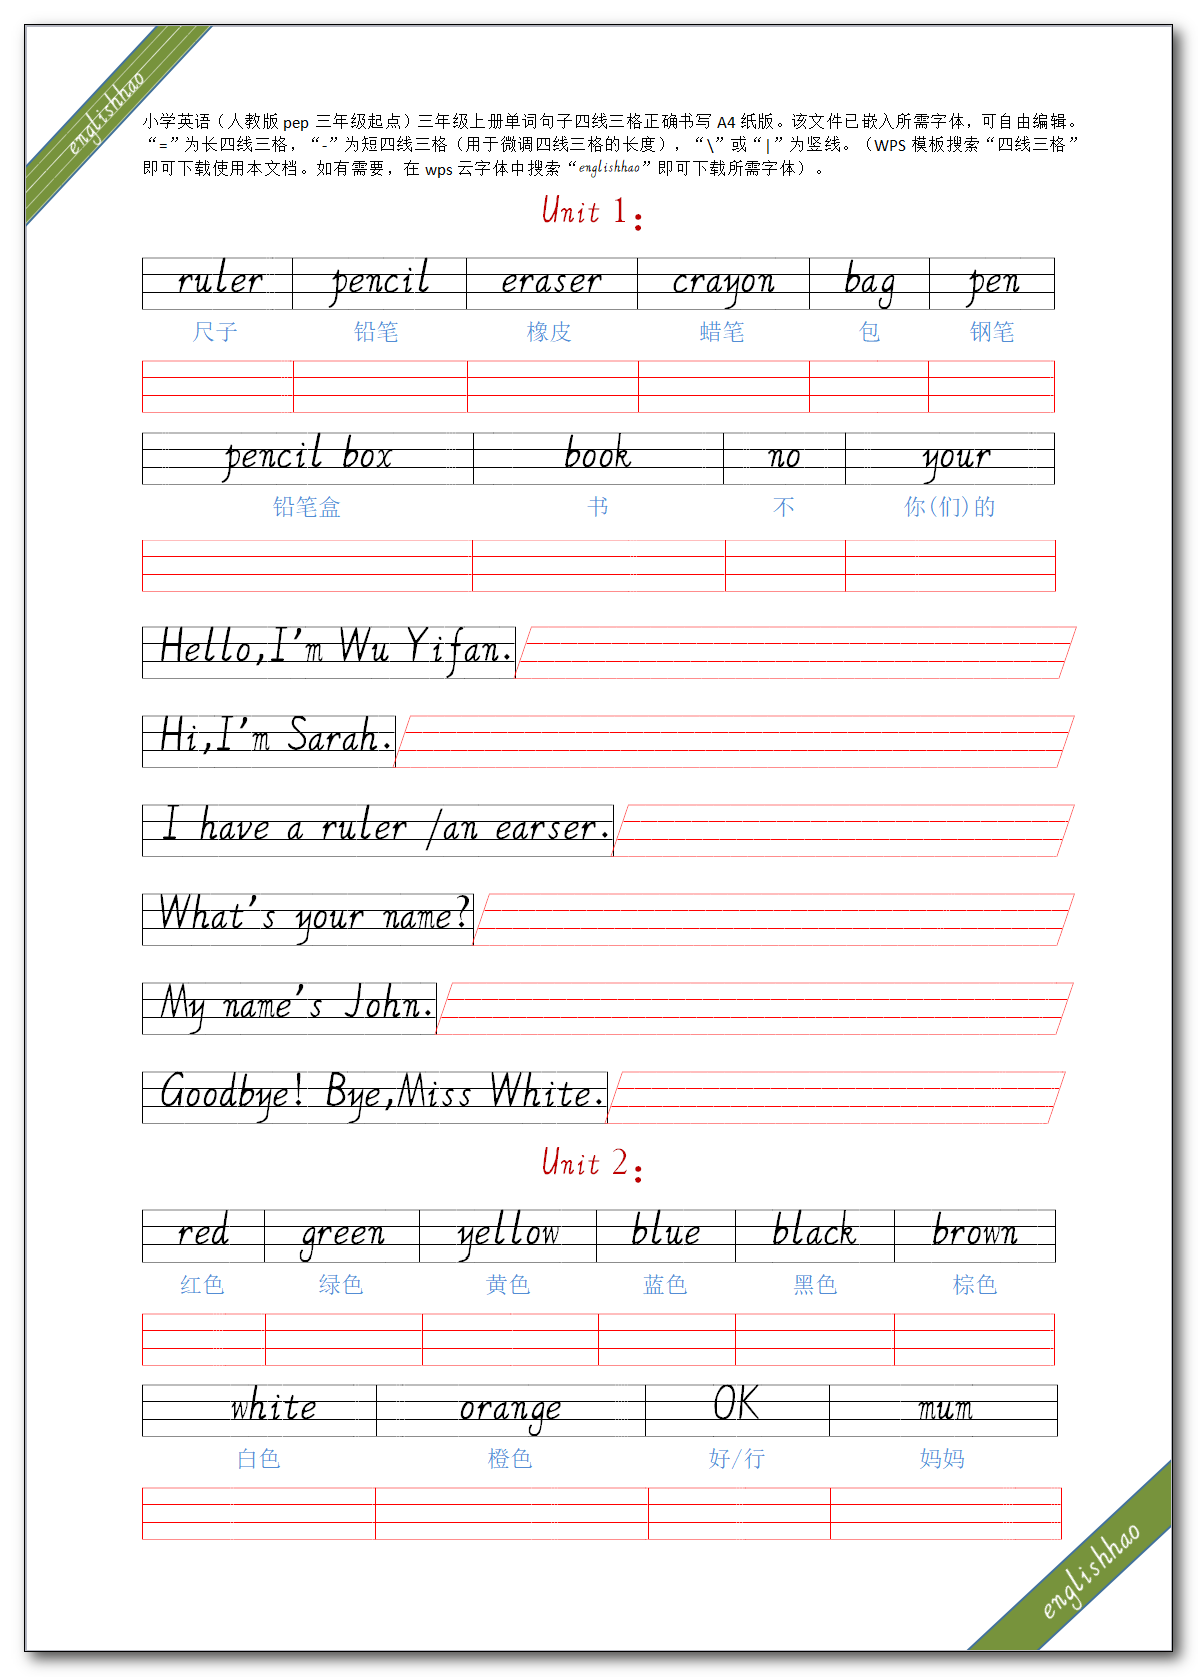 englishhao
小学英语（人教版 pep 三年级起点）三年级上册单词句子四线三格正确书写 A4 纸版。该文件已嵌入所需字体，可自由编辑。
“=”为长四线三格，“-”为短四线三格（用于微调四线三格的长度），“\”或“|”为竖线。（WPS 模板搜索“四线三格”
即可下载使用本文档。如有需要，在 wps 云字体中搜索“englishhao”即可下载所需字体）。
Unit 1：
ruler pencil eraser crayon bag pen
尺子 铅笔 橡皮 蜡笔 包 钢笔
pencil box book no your
铅笔盒 书 不 你(们)的
Hello,I'm Wu Yifan.
Hi,I'm Sarah.
I have a ruler /an earser.
What's your name?
My name's John.
Goodbye! Bye,Miss White.
Unit 2：
red green yellow blue black brown
红色 绿色 黄色 蓝色 黑色 棕色
white orange OK mum
白色 橙色 好/行 妈妈
englishhao